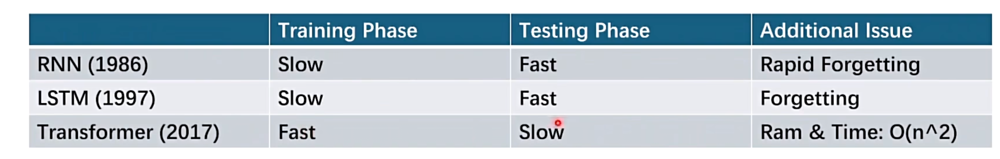 Training Phase Testing Phase Additional Issue
RNN (1986) Slow Fast Rapid Forgetting
LSTM (1997) Slow Fast Forgetting
Transformer (2017) Fast Slow Ram & Time: O(n^2)